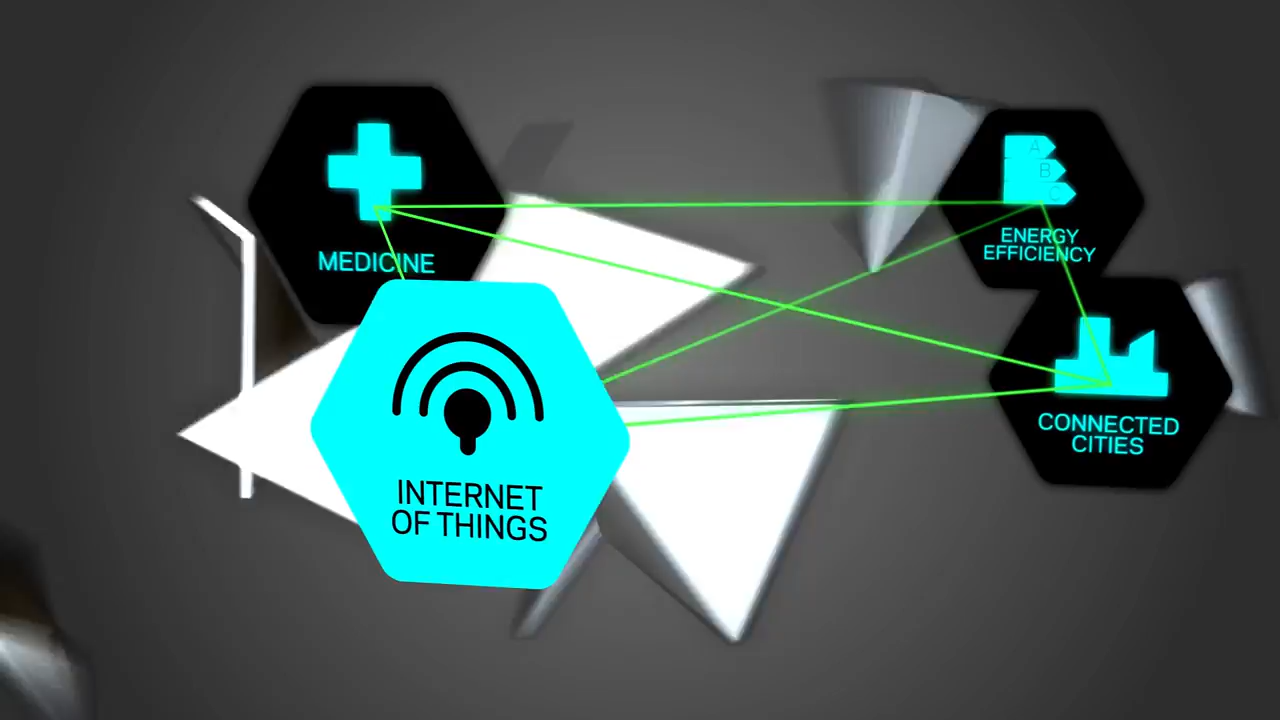 MEDICINE
A
B
C
ENERGY
EFFICIENCY
CONNECTED
CITIES
INTERNET
OF THINGS